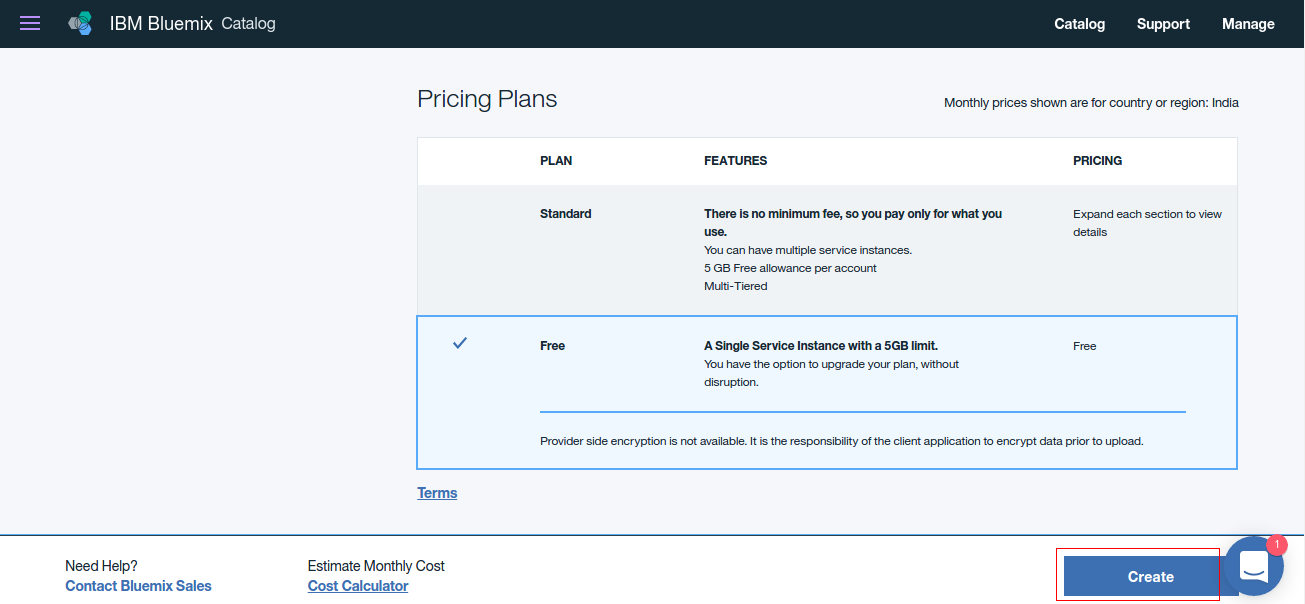 IBM Bluemix Catalog
Catalog Support Manage
Pricing Plans
Monthly prices shown are for country or region: India
PLAN FEATURES PRICING
Standard
There is no minimum fee, so you pay only for what you
use.
You can have multiple service instances.
5 GB Free allowance per account
Multi-Tiered
Expand each section to view
details
Free
A Single Service Instance with a 5GB limit.
You have the option to upgrade your plan, without
disruption.
Free
Provider side encryption is not available. It is the responsibility of the client application to encrypt data prior to upload.
Terms
Need Help?
Contact Bluemix Sales
Estimate Monthly Cost
Cost Calculator
Create
1